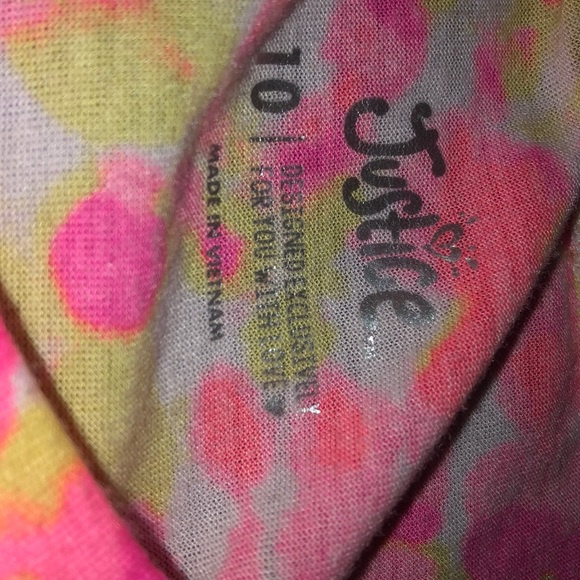 Justice
10 | DESIGNED EXCLUSIVELY
FOR YOU WITH LOVE
MADE IN VIETNAM